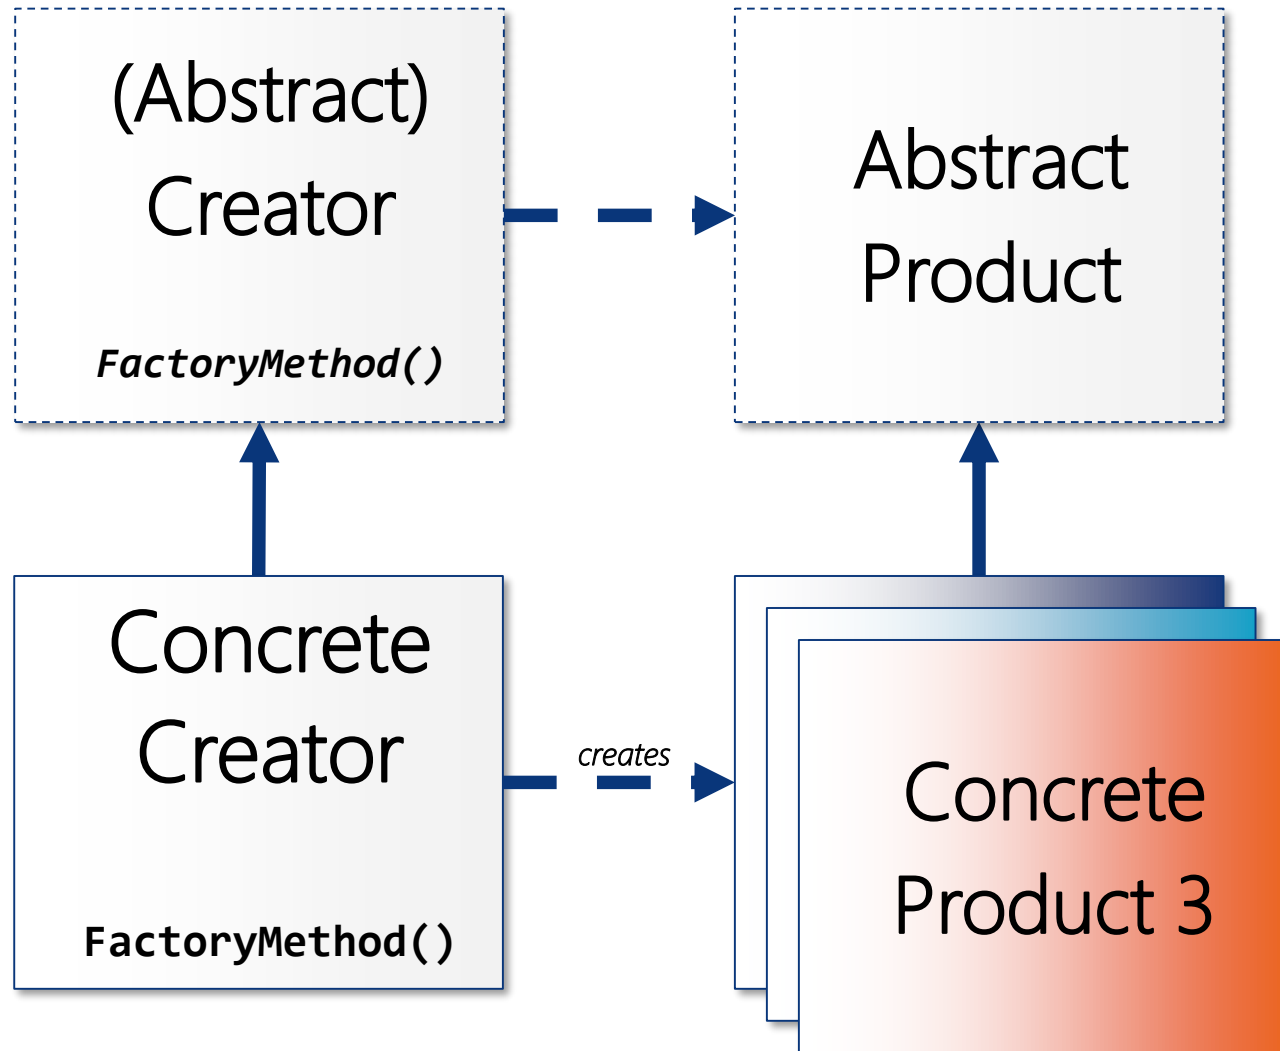 (Abstract)
Creator
FactoryMethod()
Abstract
Product
Concrete
Creator
FactoryMethod()
creates
Concrete
Product 3